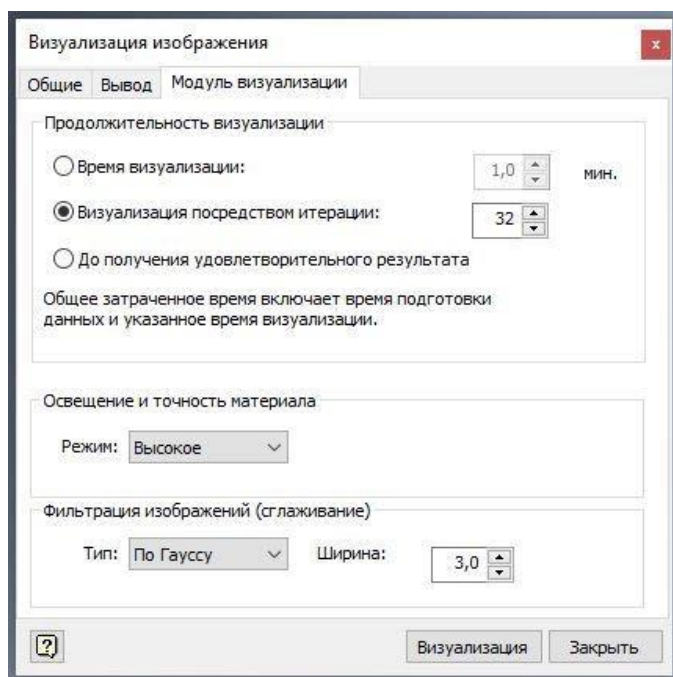 Визуализация изображения
x
Общие Вывод Модуль визуализации
Продолжительность визуализации
Время визуализации: 1,0 мин.
Визуализация посредством итерации: 32
До получения удовлетворительного результата
Общее затраченное время включает время подготовки
данных и указанное время визуализации.
Освещение и точность материала
Режим: Высокое
Фильтрация изображений (сглаживание)
Тип: По Гауссу Ширина: 3,0
? Визуализация Закрыть